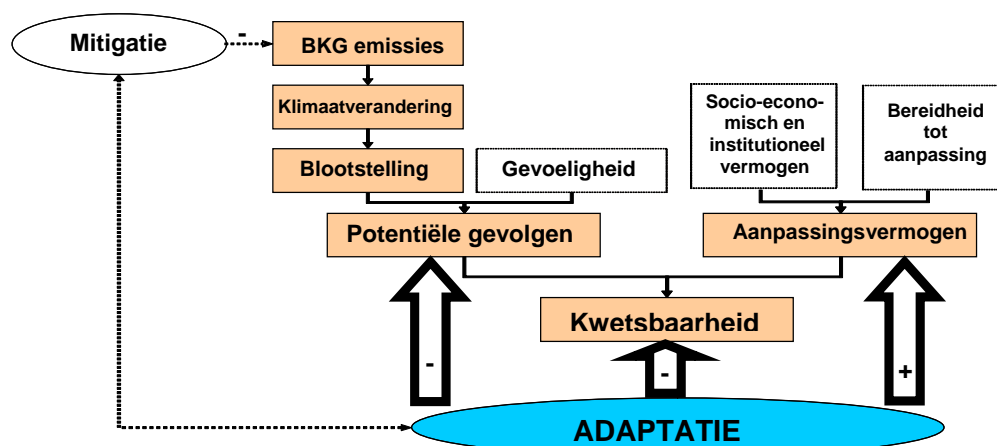 Mitigatie
-
BKG emissies
Klimaatverandering
Blootstelling
Gevoeligheid
Socio-econo-
misch en
institutioneel
vermogen
Bereidheid
tot
aanpassing
Potentiële gevolgen
Aanpassingsvermogen
Kwetsbaarheid
-
-
+
ADAPTATIE